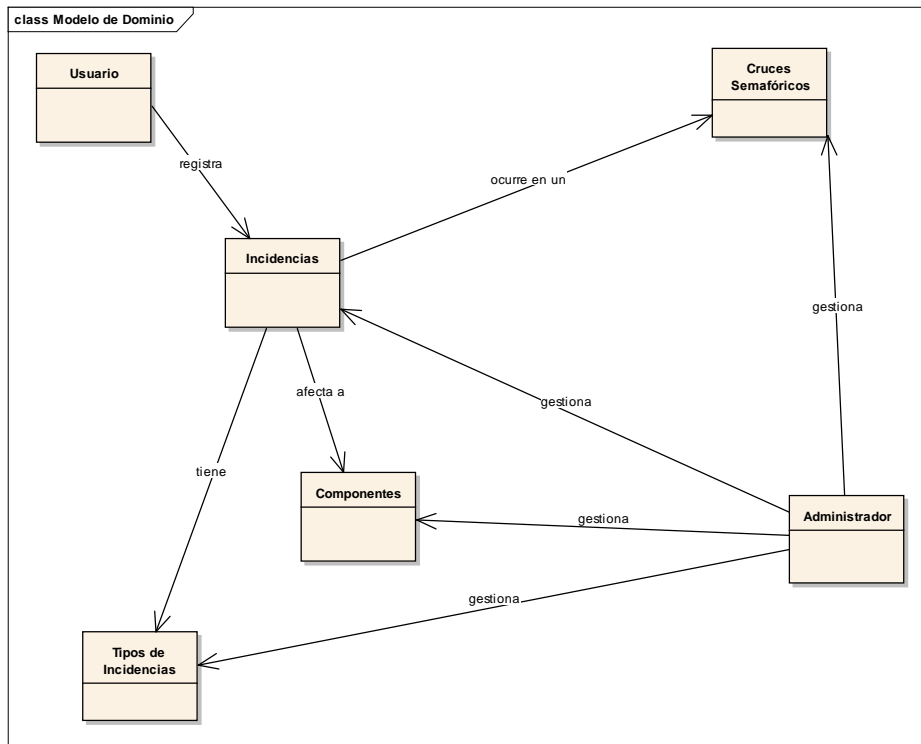 class Modelo de Dominio
Usuario
Cruces
Semafóricos
registra
ocurre en un
Incidencias
gestiona
afecta a
gestiona
tiene
Componentes
gestiona
Administrador
gestiona
Tipos de
Incidencias